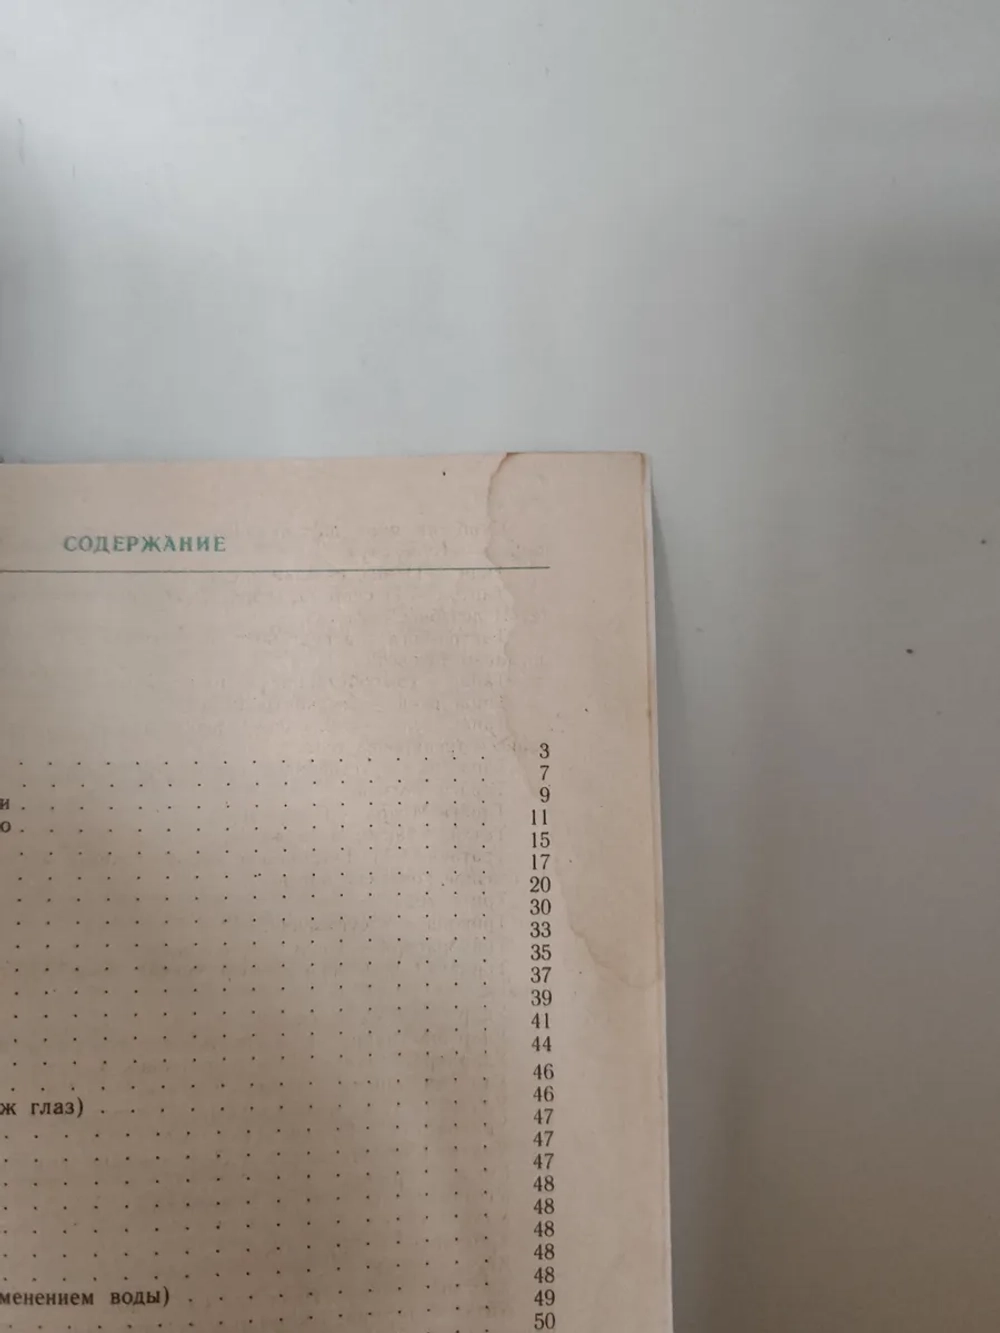 СОДЕРЖАНИЕ
. . . . . . . . . . . . . . . . . 3
. . . . . . . . . . . . . . . . . 7
и . . . . . . . . . . . . . . . . 9
о . . . . . . . . . . . . . . . . 11
. . . . . . . . . . . . . . . . . 15
. . . . . . . . . . . . . . . . . 17
. . . . . . . . . . . . . . . . . 20
. . . . . . . . . . . . . . . . . 30
. . . . . . . . . . . . . . . . . 33
. . . . . . . . . . . . . . . . . 35
. . . . . . . . . . . . . . . . . 37
. . . . . . . . . . . . . . . . . 39
. . . . . . . . . . . . . . . . . 41
. . . . . . . . . . . . . . . . . 44
. . . . . . . . . . . . . . . . . 46
. . . . . . . . . . . . . . . . . 46
ж глаз) . . . . . . . . . . . . . . 47
. . . . . . . . . . . . . . . . . 47
. . . . . . . . . . . . . . . . . 47
. . . . . . . . . . . . . . . . . 48
. . . . . . . . . . . . . . . . . 48
. . . . . . . . . . . . . . . . . 48
. . . . . . . . . . . . . . . . . 48
. . . . . . . . . . . . . . . . . 48
менением воды) . . . . . . . . . . . 49
. . . . . . . . . . . . . . . . . 50